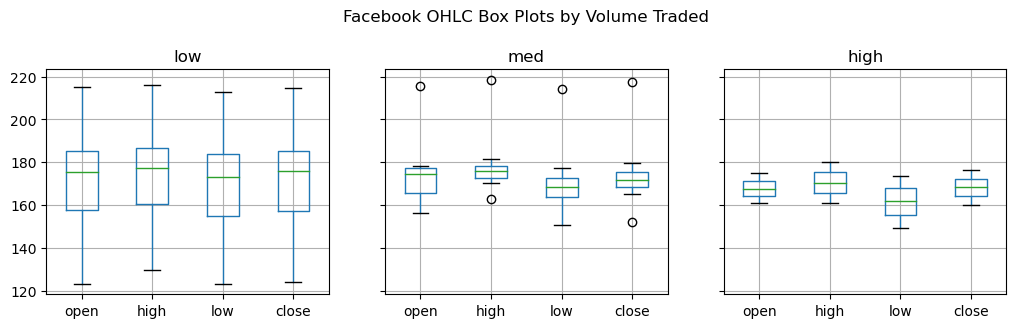 Facebook OHLC Box Plots by Volume Traded
low
med
high
220
200
180
160
140
120
open high low close
open high low close
open high low close